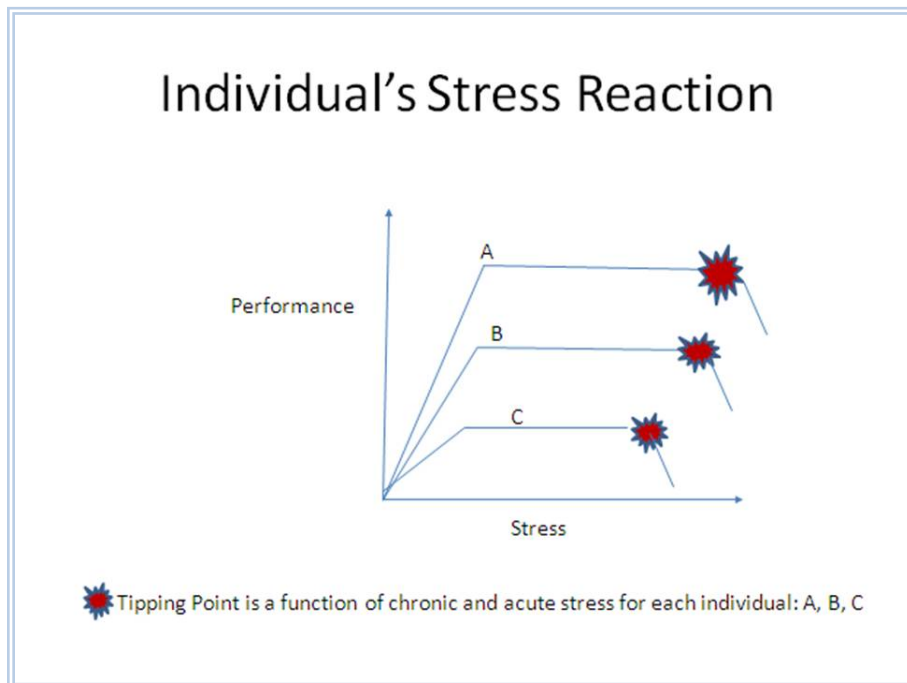 Individual's Stress Reaction
A
Performance
B
C
Stress
Tipping Point is a function of chronic and acute stress for each individual: A, B, C